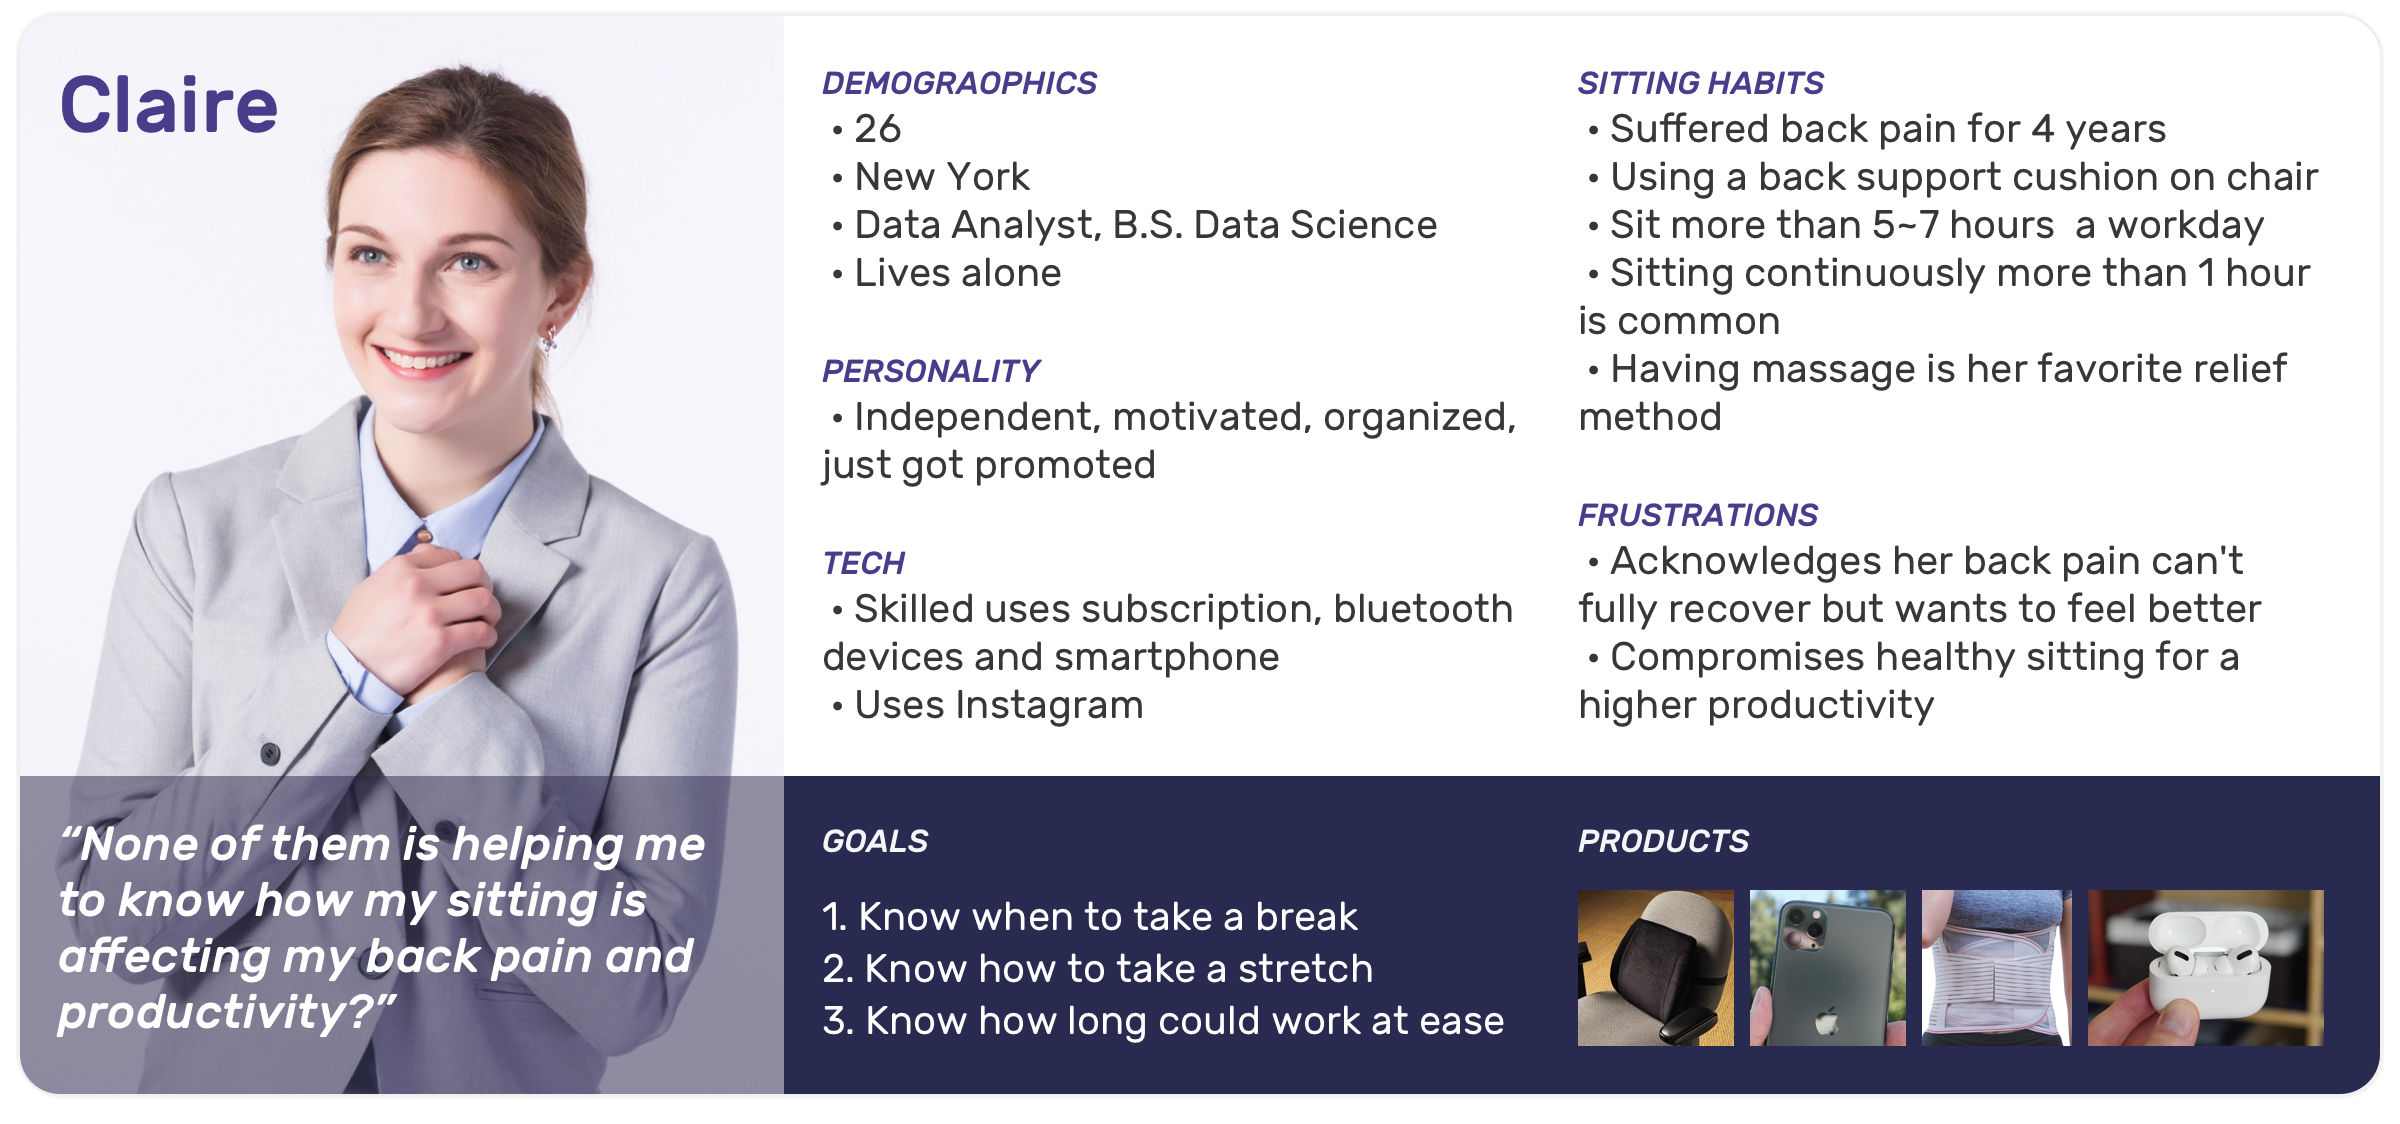 Claire
“None of them is helping me
to know how my sitting is
affecting my back pain and
productivity?”
DEMOGRAOPHICS
• 26
• New York
• Data Analyst, B.S. Data Science
• Lives alone
PERSONALITY
• Independent, motivated, organized,
just got promoted
TECH
• Skilled uses subscription, bluetooth
devices and smartphone
• Uses Instagram
SITTING HABITS
• Suffered back pain for 4 years
• Using a back support cushion on chair
• Sit more than 5~7 hours  a workday
• Sitting continuously more than 1 hour
is common
• Having massage is her favorite relief
method
FRUSTRATIONS
• Acknowledges her back pain can't
fully recover but wants to feel better
• Compromises healthy sitting for a
higher productivity
GOALS
1. Know when to take a break
2. Know how to take a stretch
3. Know how long could work at ease
PRODUCTS